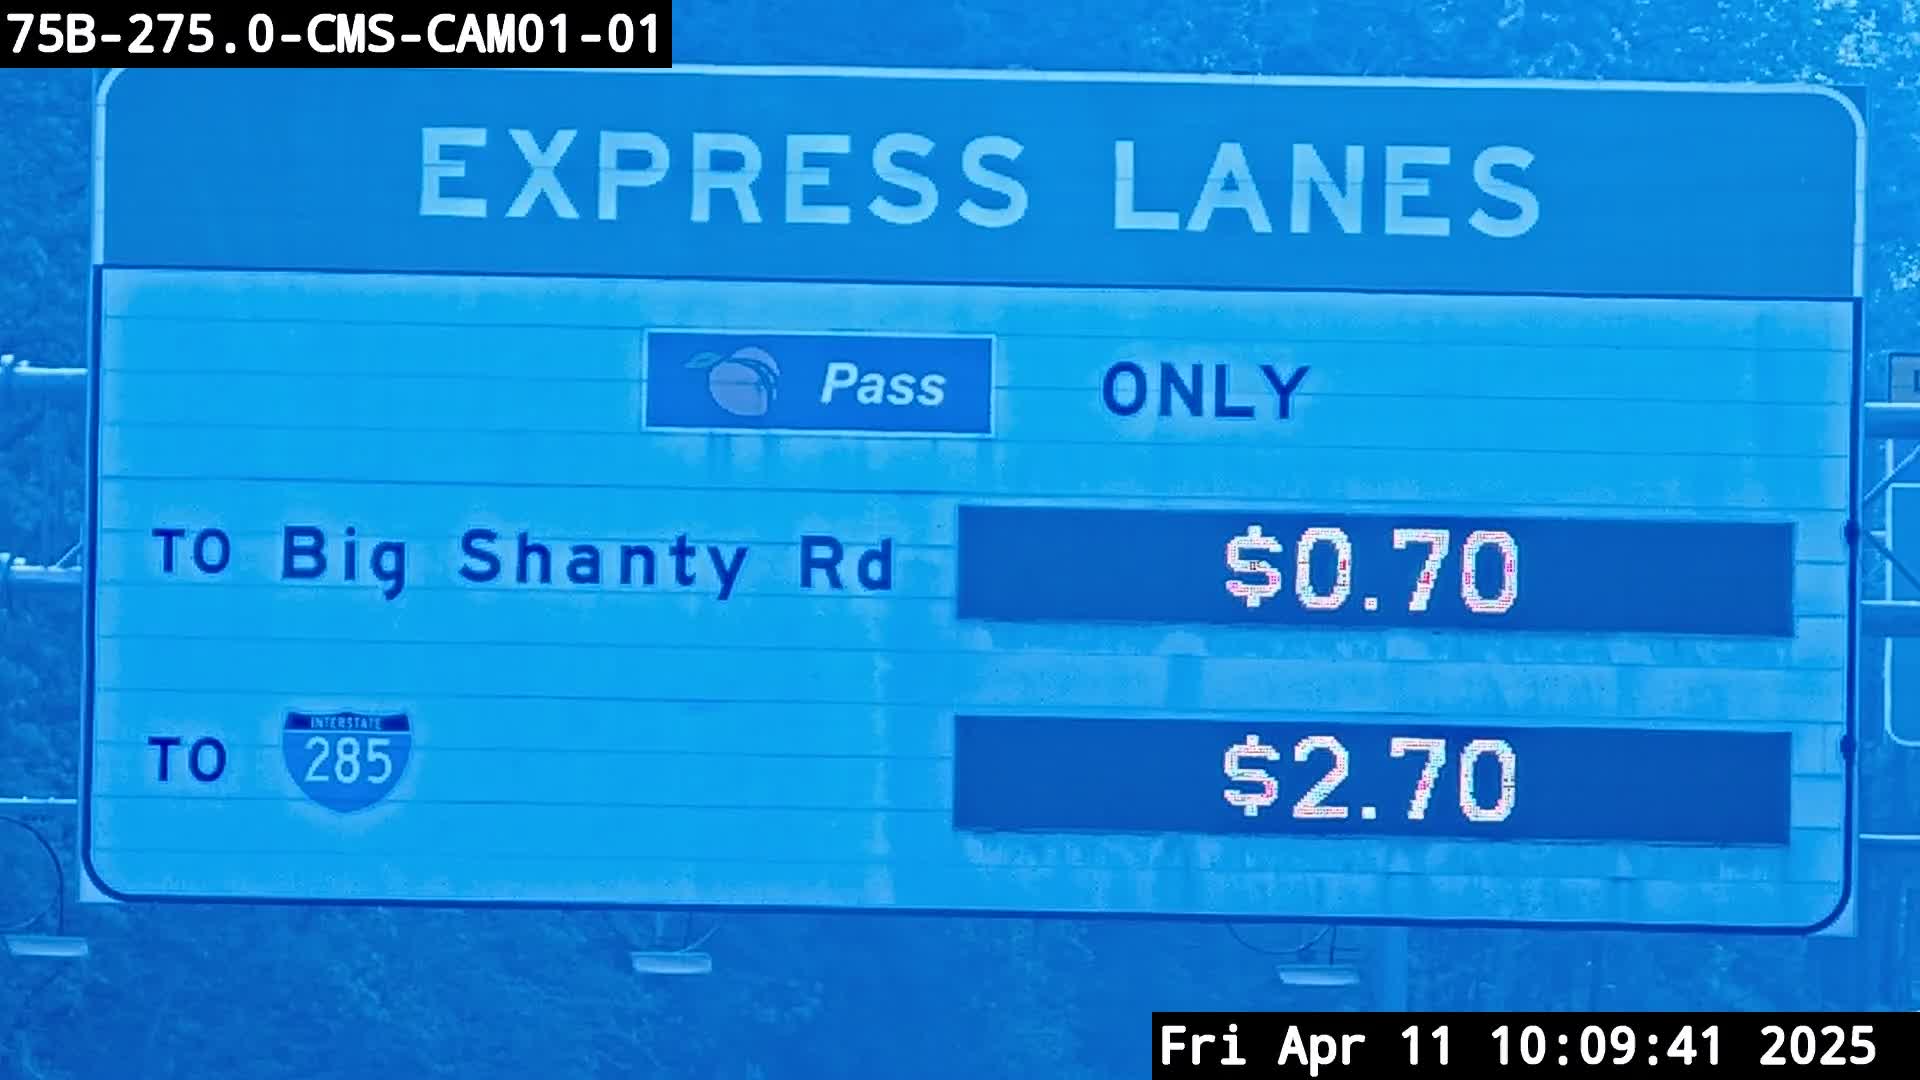 75B-275.0-CMS-CAM01-01
EXPRESS LANES
Pass ONLY
TO Big Shanty Rd $0.70
INTERSTATE
TO 285 $2.70
Fri Apr 11 10:09:41 2025